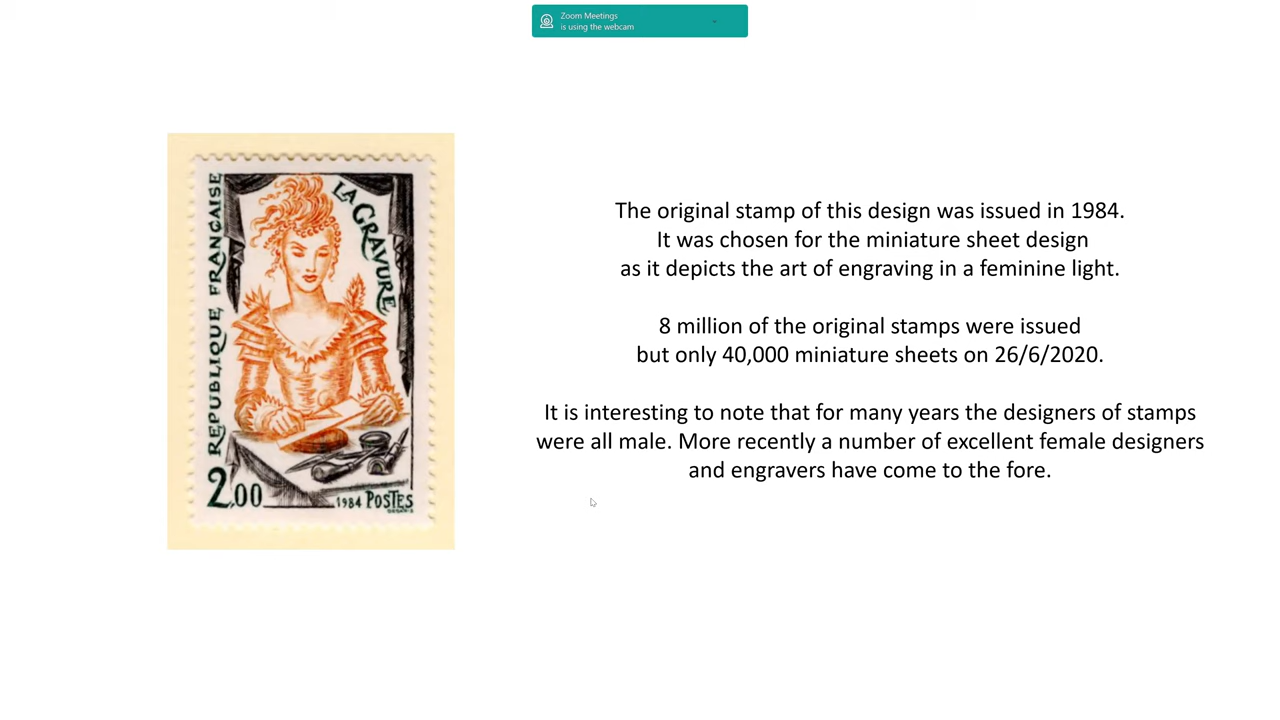 Zoom Meetings
is using the webcam
REPUBLIQUE FRANÇAISE
LA GRAVURE
2,00
1984 POSTES
The original stamp of this design was issued in 1984.
It was chosen for the miniature sheet design
as it depicts the art of engraving in a feminine light.
8 million of the original stamps were issued
but only 40,000 miniature sheets on 26/6/2020.
It is interesting to note that for many years the designers of stamps
were all male. More recently a number of excellent female designers
and engravers have come to the fore.